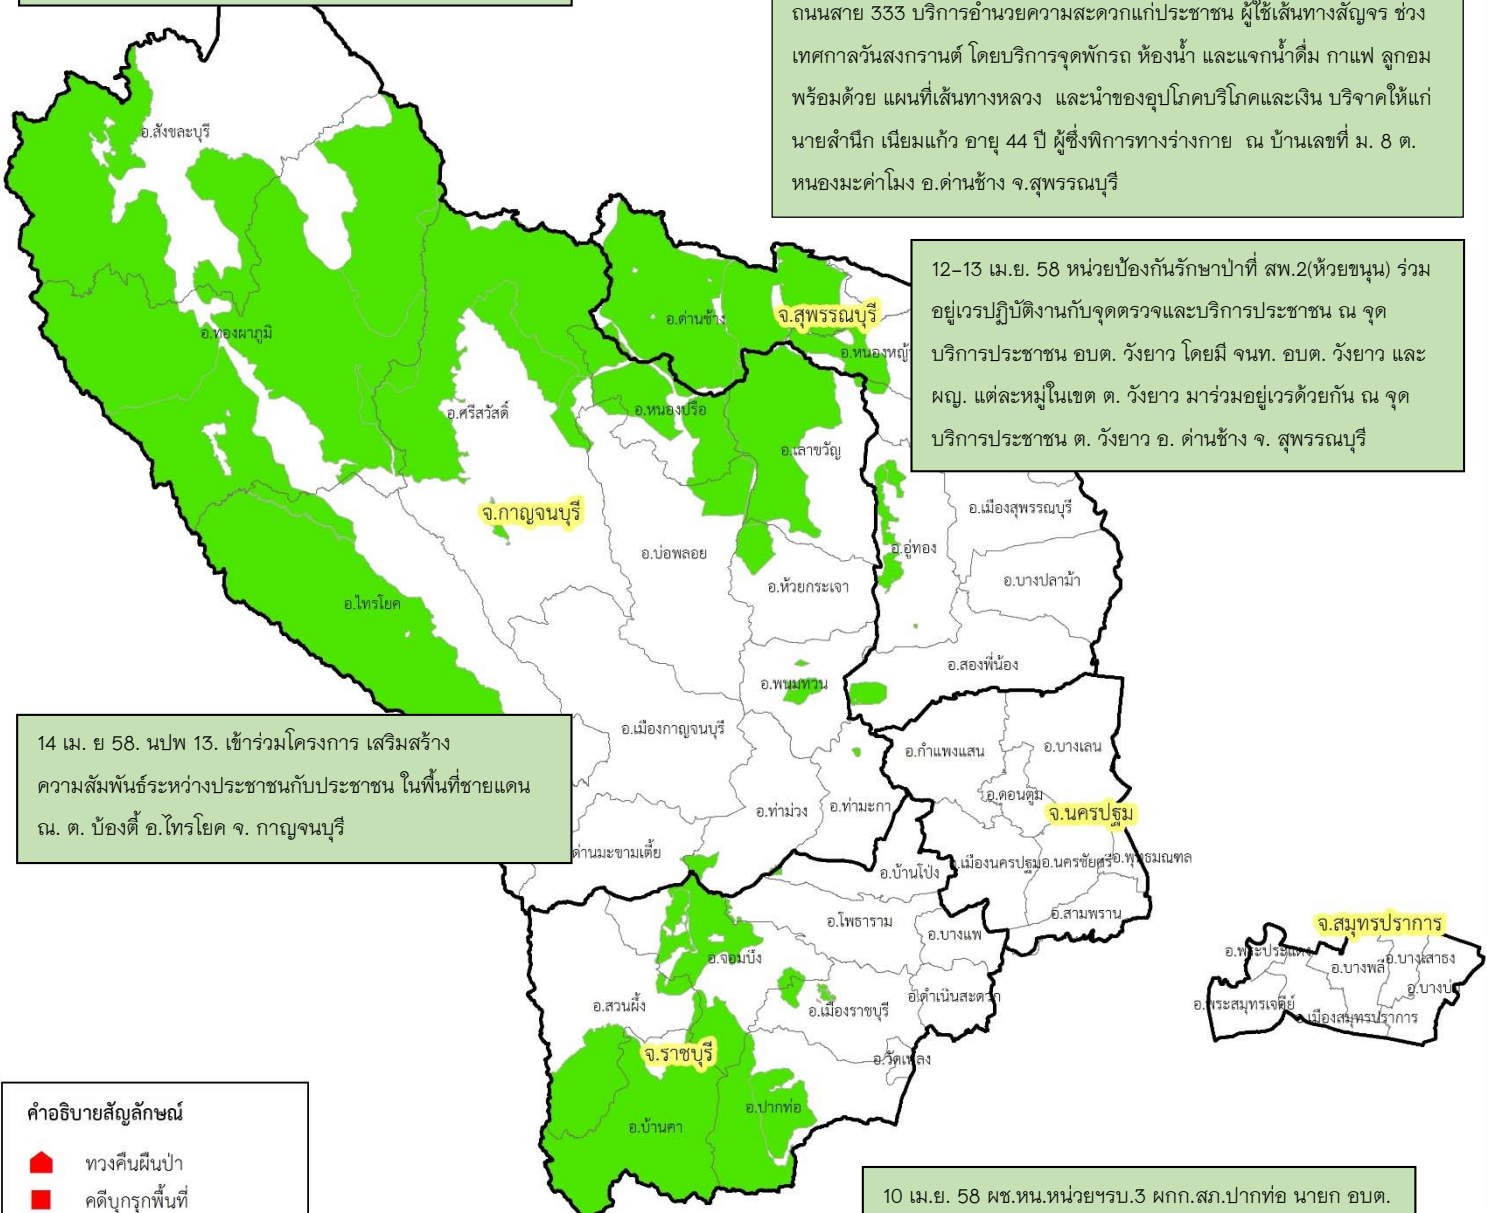 ถนนสาย 333 บริการอำนวยความสะดวกแก่ประชาชน ผู้ใช้เส้นทางสัญจร ช่วง
เทศกาลวันสงกรานต์ โดยบริการจุดพักรถ ห้องน้ำ และแจกน้ำดื่ม กาแฟ ลูกอม
พร้อมด้วย แผนที่เส้นทางหลวง และนำของอุปโภคบริโภคและเงิน บริจาคให้แก่
นายสำนึก เนียมแก้ว อายุ 44 ปี ผู้ซึ่งพิการทางร่างกาย ณ บ้านเลขที่ ม. 8 ต.
หนองมะค่าโมง อ.ด่านช้าง จ.สุพรรณบุรี
12-13 เม.ย. 58 หน่วยป้องกันรักษาป่าที่ สพ.2(ห้วยขนุน) ร่วม
อยู่เวรปฏิบัติงานกับจุดตรวจและบริการประชาชน ณ จุด
บริการประชาชน อบต. วังยาว โดยมี จนท. อบต. วังยาว และ
ผญ. แต่ละหมู่ในเขต ต. วังยาว มาร่วมอยู่เวรด้วยกัน ณ จุด
บริการประชาชน ต. วังยาว อ. ด่านช้าง จ. สุพรรณบุรี
อ.สังขละบุรี
อ.ทองผาภูมิ
อ.ด่านช้าง
จ.สุพรรณบุรี
อ.หนองหญ้
อ.ศรีสวัสดิ์
อ.หนองปรือ
อ.เลาขวัญ
จ.กาญจนบุรี
อ.เมืองสุพรรณบุรี
อ.บ่อพลอย
อ.อู่ทอง
อ.ห้วยกระเจา
อ.บางปลาม้า
อ.ไทรโยค
อ.สองพี่น้อง
อ.พนมทวน
อ.เมืองกาญจนบุรี
อ.กำแพงแสน
อ.บางเลน
14 เม. ย 58. นปพ 13. เข้าร่วมโครงการ เสริมสร้าง
ความสัมพันธ์ระหว่างประชาชนกับประชาชน ในพื้นที่ชายแดน
ณ. ต. บ้องตี้ อ.ไทรโยค จ. กาญจนบุรี
อ.ท่าม่วง
อ.ท่ามะกา
อ.ดอนตูม
จ.นครปฐม
ด่านมะขามเตี้ย
อ.บ้านโป่ง
อ.เมืองนครปฐม
อ.นครชัยศรี
อ.พุทธมณฑล
อ.โพธาราม
อ.บางแพ
อ.สามพราน
จ.สมุทรปราการ
อ.จอมบึง
อ.พระประแดง
อ.บางพลี
อ.บางเสาธง
อ.บางบ่อ
อ.สวนผึ้ง
อ.เมืองราชบุรี
อ.ดำเนินสะดวก
อ.พระสมุทรเจดีย์
อ.เมืองสมุทรปราการ
จ.ราชบุรี
อ.วัดเพลง
อ.ปากท่อ
อ.บ้านคา
คำอธิบายสัญลักษณ์
ทวงคืนผืนป่า
คดีบุกรุกพื้นที่
10 เม.ย. 58 ผช.หน.หน่วยฯรบ.3 ผกก.สภ.ปากท่อ นายก อบต.